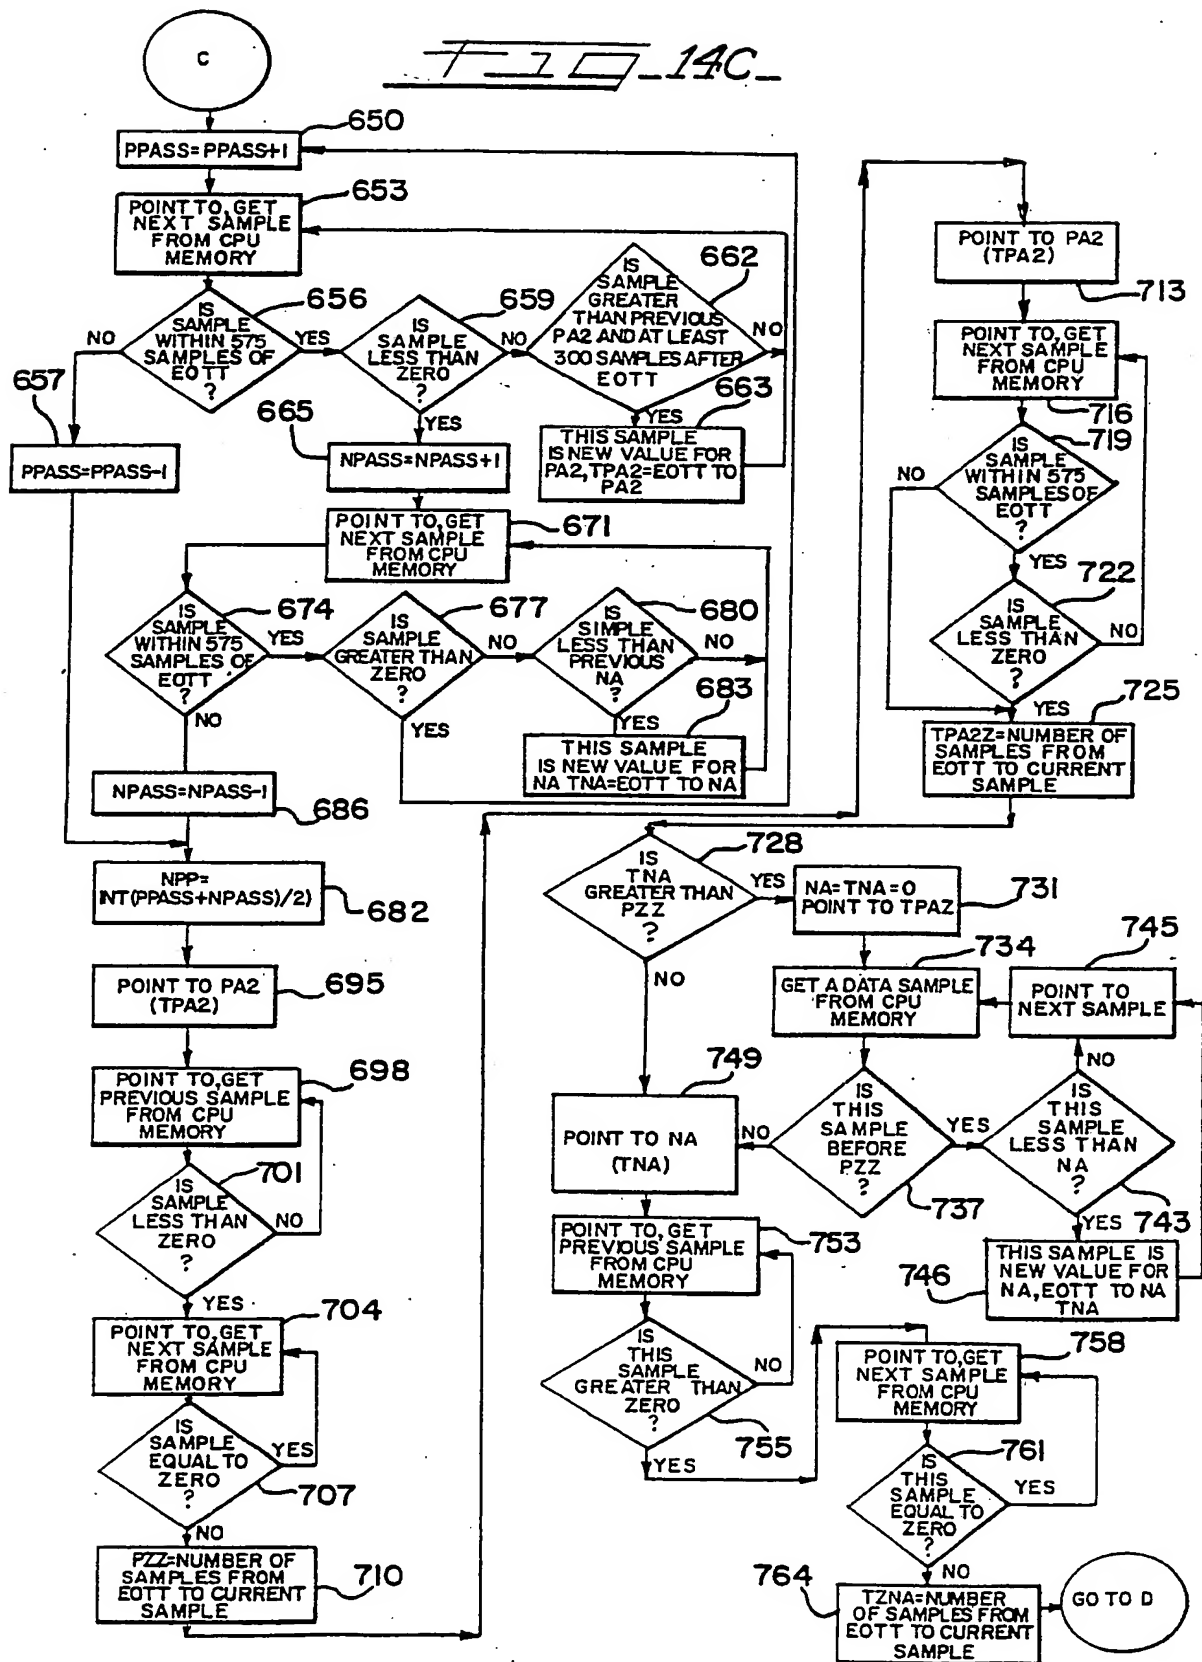 C
FIG_14C_
650
PPASS=PPASS+1
653
POINT TO, GET
NEXT SAMPLE
FROM CPU
MEMORY
656
IS
SAMPLE
WITHIN 575
SAMPLES OF
EOTT
?
NO
YES
659
IS
SAMPLE
LESS THAN
ZERO
?
NO
YES
662
IS
SAMPLE
GREATER
THAN PREVIOUS
PA2 AND AT LEAST
300 SAMPLES AFTER
EOTT
NO
YES
663
THIS SAMPLE
IS NEW VALUE FOR
PA2, TPA2=EOTT TO
PA2
657
PPASS=PPASS-1
665
NPASS=NPASS+1
671
POINT TO, GET
NEXT SAMPLE
FROM CPU
MEMORY
674
IS
SAMPLE
WITHIN 575
SAMPLES OF
EOTT
?
YES
NO
677
IS
SAMPLE
GREATER THAN
ZERO
?
NO
YES
680
IS
SIMPLE
LESS THAN
PREVIOUS
NA
?
NO
YES
683
THIS SAMPLE
IS NEW VALUE FOR
NA TNA=EOTT TO NA
NPASS=NPASS-1
686
NPP=
INT(PPASS+NPASS)/2)
682
POINT TO PA2
(TPA2)
695
POINT TO, GET
PREVIOUS SAMPLE
FROM CPU
MEMORY
698
701
IS
SAMPLE
LESS THAN
ZERO
?
NO
YES
704
POINT TO, GET
NEXT SAMPLE
FROM CPU
MEMORY
IS
SAMPLE
EQUAL TO
ZERO
?
YES
707
NO
PZZ=NUMBER OF
SAMPLES FROM
EOTT TO CURRENT
SAMPLE
710
POINT TO PA2
(TPA2)
713
POINT TO, GET
NEXT SAMPLE
FROM CPU
MEMORY
716
719
IS
SAMPLE
WITHIN 575
SAMPLES OF
EOTT
?
NO
YES
722
IS
SAMPLE
LESS THAN
ZERO
?
NO
YES
725
TPA2Z=NUMBER OF
SAMPLES FROM
EOTT TO CURRENT
SAMPLE
728
IS
TNA
GREATER THAN
PZZ
?
YES
NO
NA=TNA=0
POINT TO TPAZ
731
734
GET A DATA SAMPLE
FROM CPU
MEMORY
745
POINT TO
NEXT SAMPLE
NO
IS
THIS
SAMPLE
BEFORE
PZZ
?
NO
YES
737
IS
THIS
SAMPLE
LESS THAN
NA
?
YES
743
THIS SAMPLE IS
NEW VALUE FOR
NA, EOTT TO NA
TNA
746
749
POINT TO NA
(TNA)
POINT TO, GET
PREVIOUS SAMPLE
FROM CPU
MEMORY
753
IS
THIS
SAMPLE
GREATER THAN
ZERO
?
NO
755
YES
758
POINT TO, GET
NEXT SAMPLE
FROM CPU
MEMORY
761
IS
THIS
SAMPLE
EQUAL TO
ZERO
?
YES
NO
764
TZNA=NUMBER
OF SAMPLES FROM
EOTT TO CURRENT
SAMPLE
GO TO D